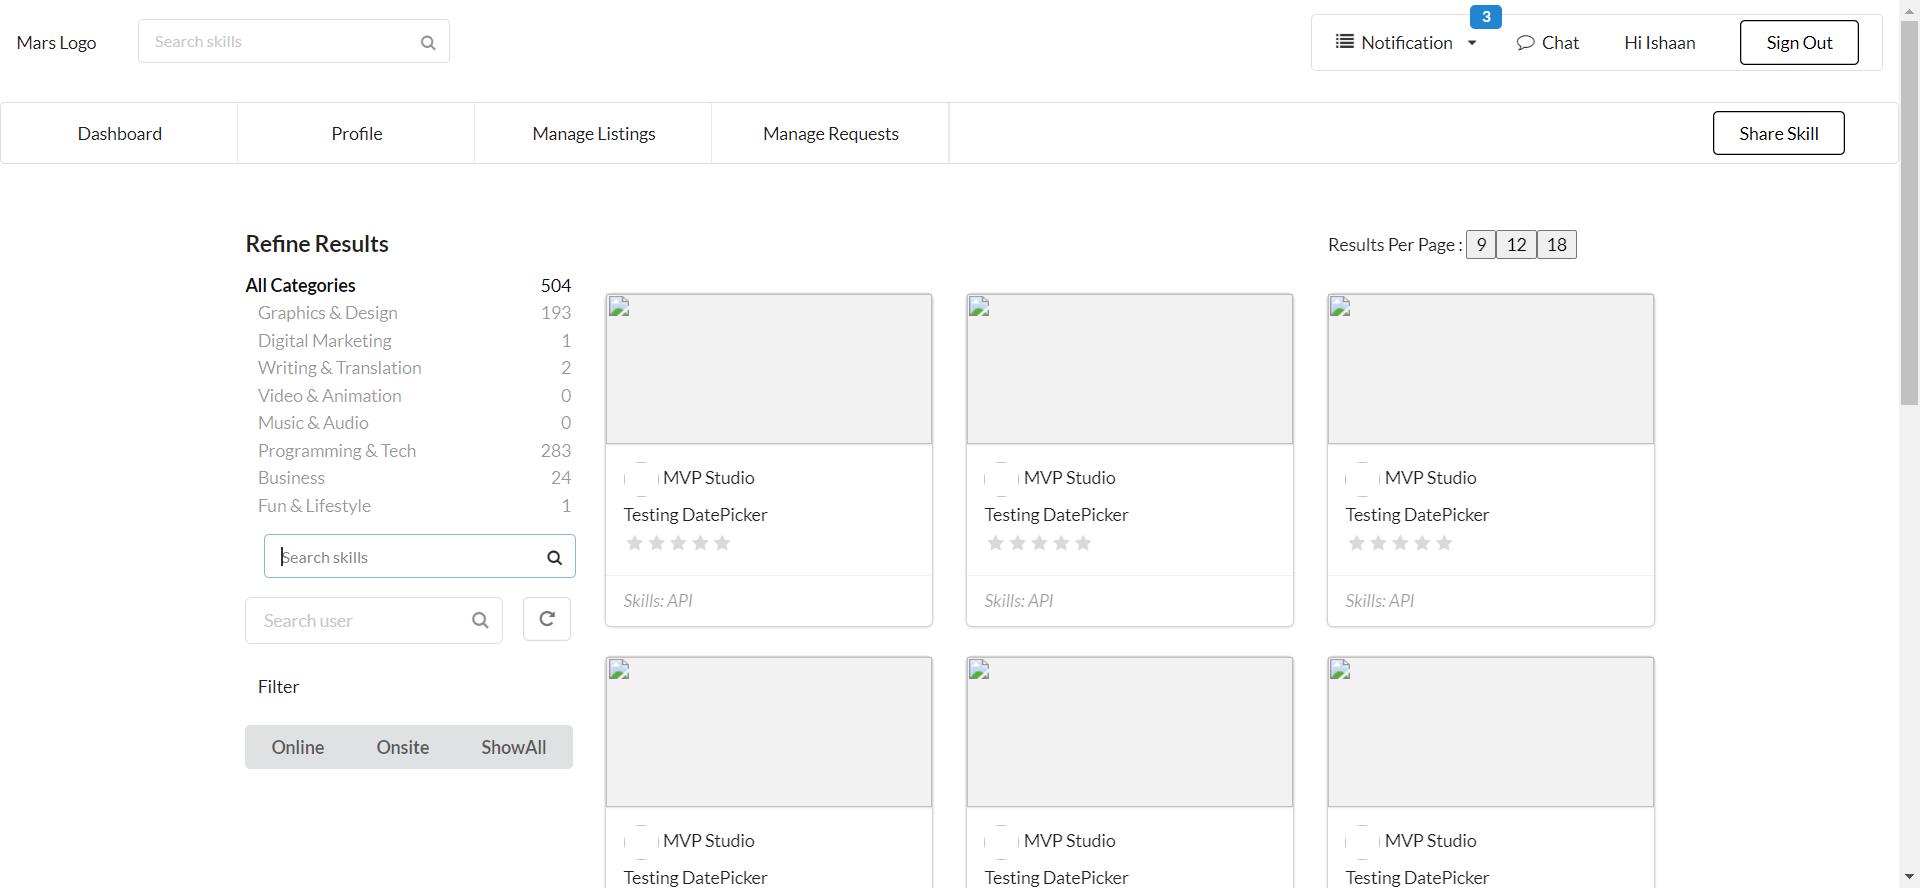 Mars Logo
Search skills
3
Notification
Chat
Hi Ishaan
Sign Out
Dashboard
Profile
Manage Listings
Manage Requests
Share Skill
Refine Results
Results Per Page : 9 12 18
All Categories 504
Graphics & Design 193
Digital Marketing 1
Writing & Translation 2
Video & Animation 0
Music & Audio 0
Programming & Tech 283
Business 24
Fun & Lifestyle 1
Search skills
Search user
Filter
Online Onsite ShowAll
MVP Studio
Testing DatePicker
Skills: API
MVP Studio
Testing DatePicker
Skills: API
MVP Studio
Testing DatePicker
Skills: API
MVP Studio
Testing DatePicker
MVP Studio
Testing DatePicker
MVP Studio
Testing DatePicker